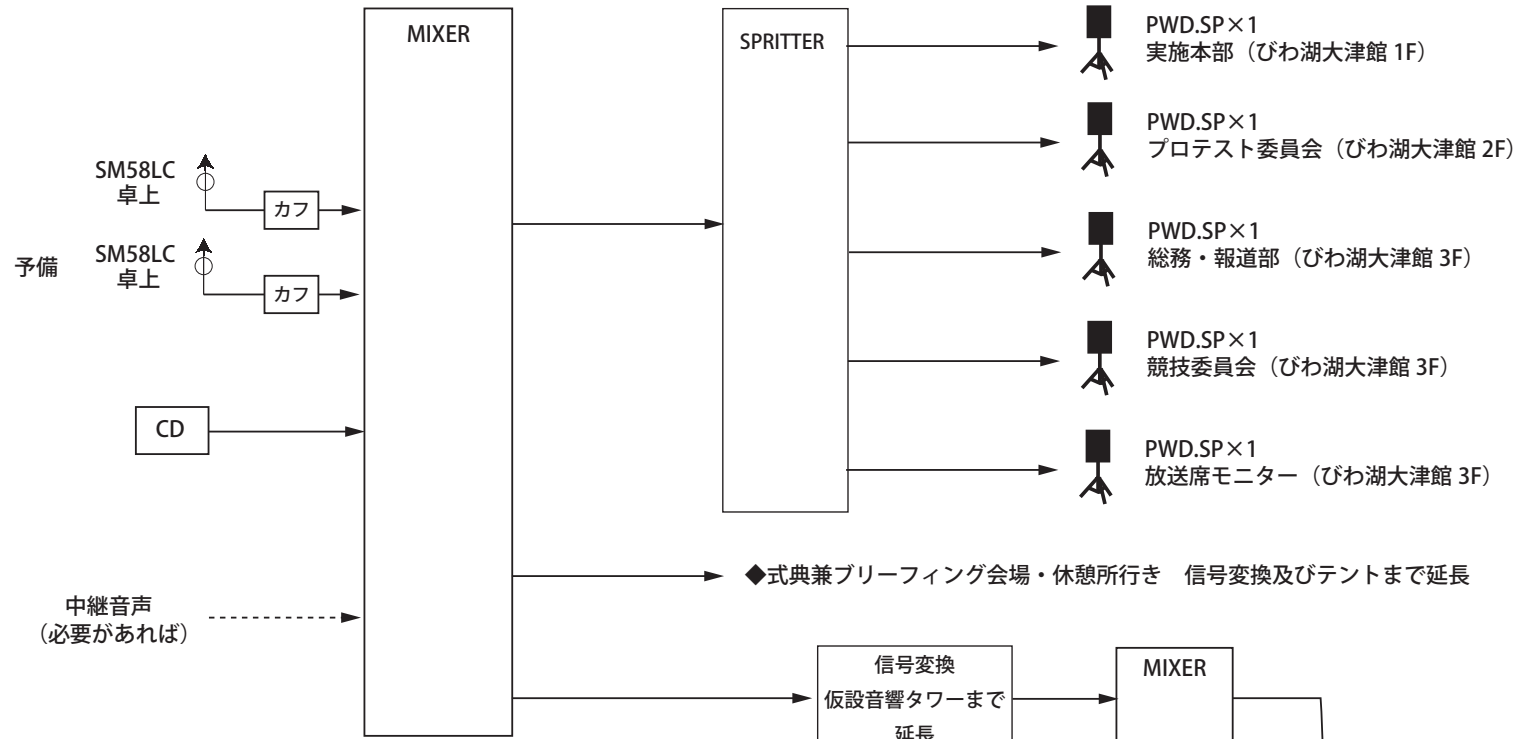 MIXER
SPRITTER
PWD.SP×1
実施本部（びわ湖大津館 1F）
PWD.SP×1
プロテスト委員会（びわ湖大津館 2F）
SM58LC
卓上
カフ
予備
SM58LC
卓上
カフ
PWD.SP×1
総務・報道部（びわ湖大津館 3F）
PWD.SP×1
競技委員会（びわ湖大津館 3F）
CD
PWD.SP×1
放送席モニター（びわ湖大津館 3F）
◆式典兼ブリーフィング会場・休憩所行き　信号変換及びテントまで延長
中継音声
（必要があれば）
信号変換
仮設音響タワーまで
延長
MIXER